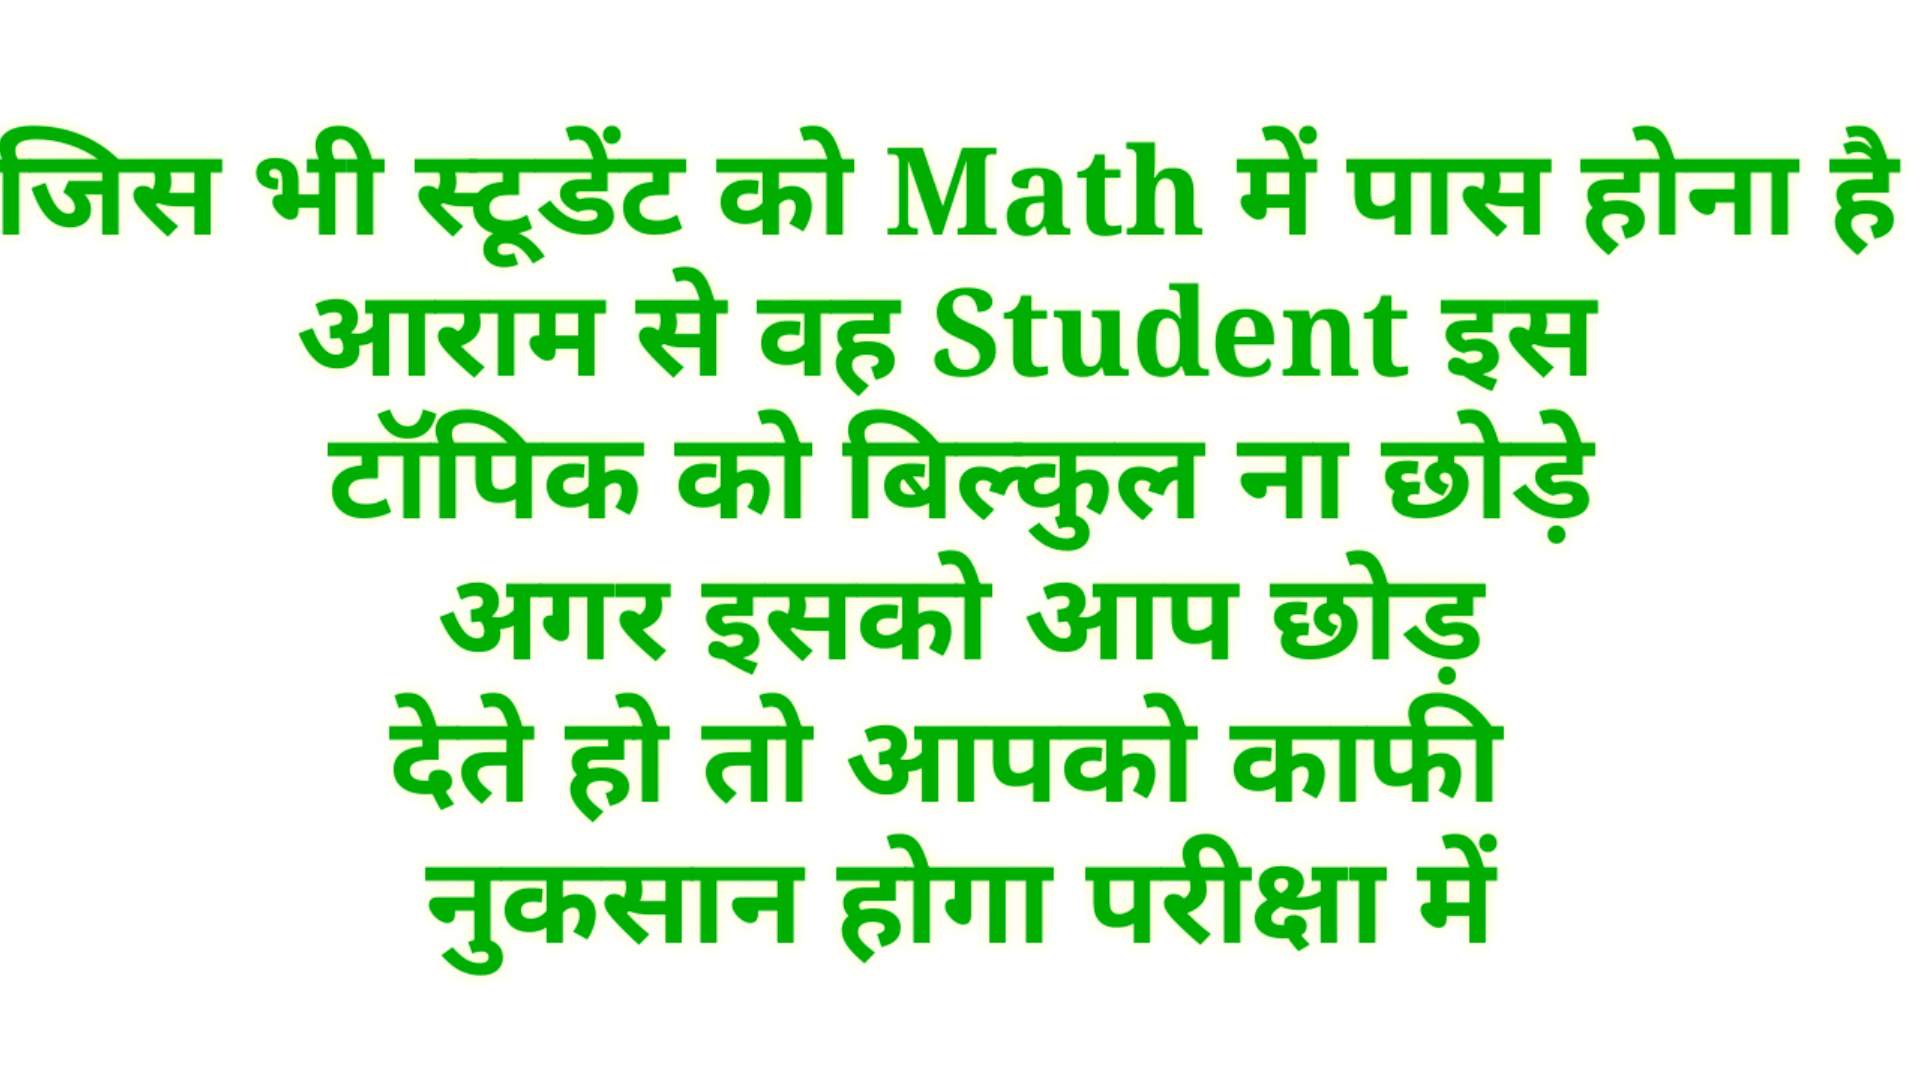 जिस भी स्टूडेंट को Math में पास होना है
आराम से वह Student इस
टॉपिक को बिल्कुल ना छोड़े
अगर इसको आप छोड़
देते हो तो आपको काफी
नुकसान होगा परीक्षा में